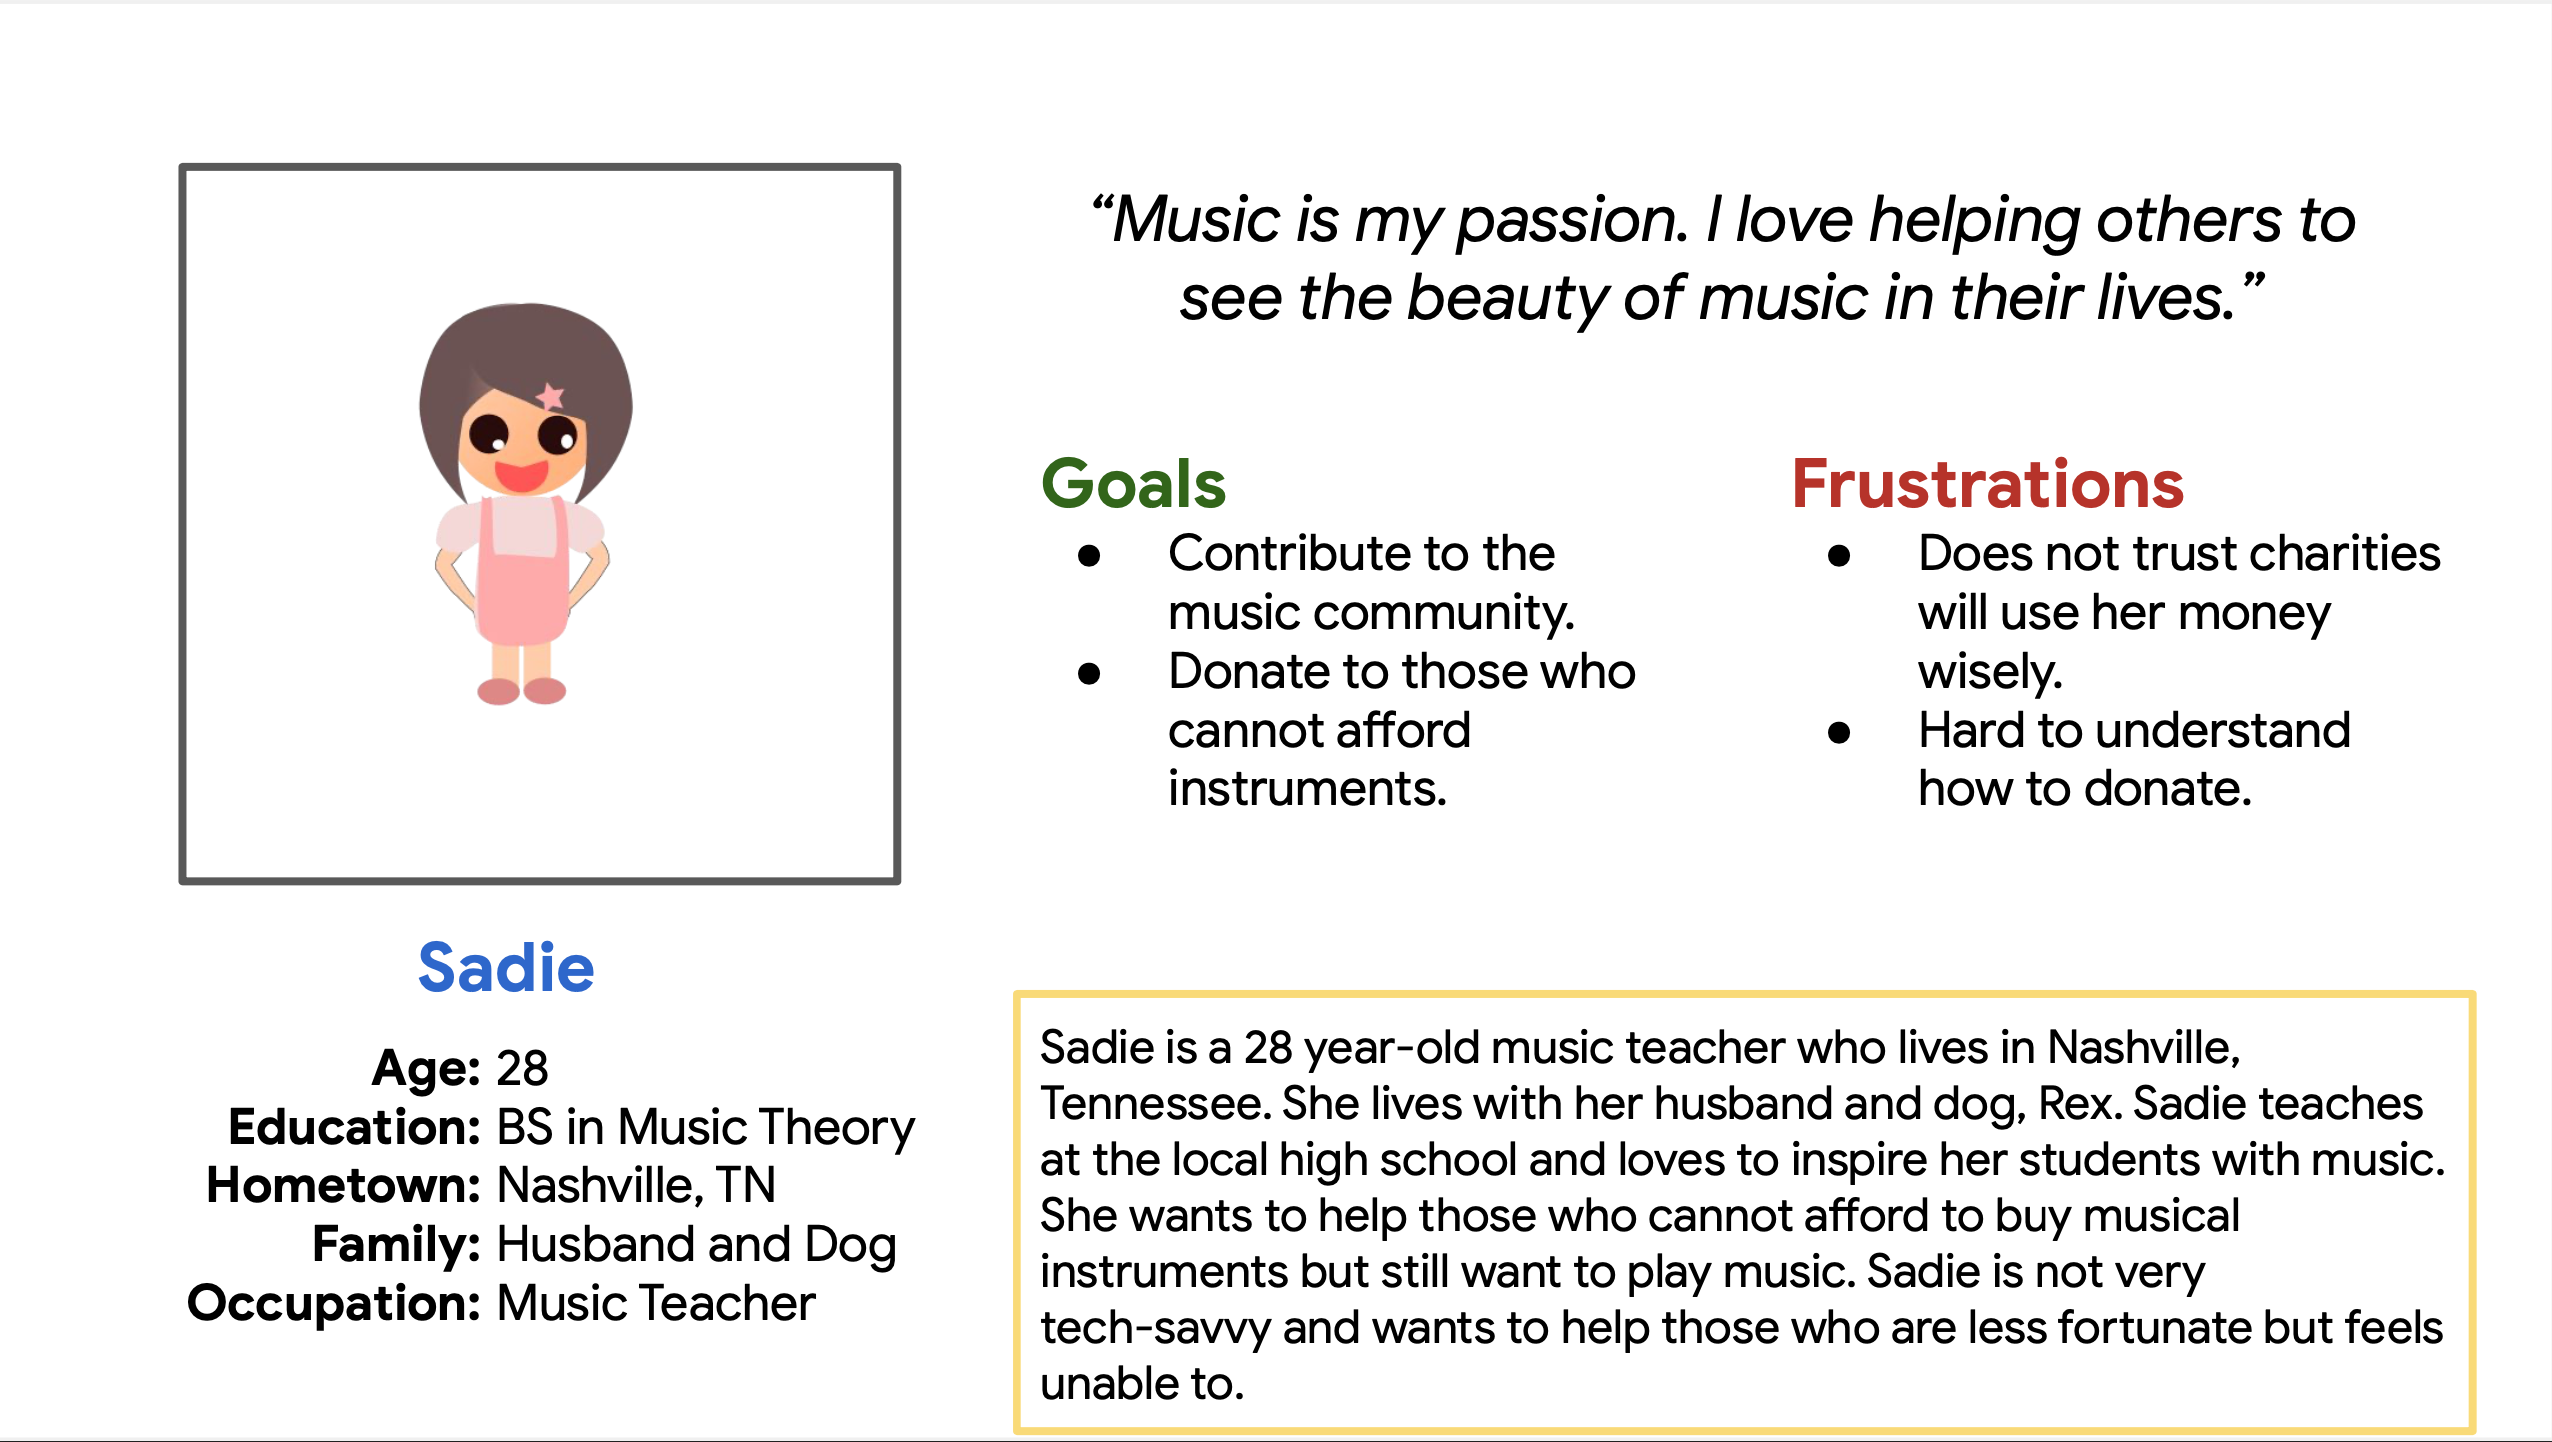 “Music is my passion. I love helping others to
see the beauty of music in their lives.”
Goals
● Contribute to the
music community.
● Donate to those who
cannot afford
instruments.
Frustrations
● Does not trust charities
will use her money
wisely.
● Hard to understand
how to donate.
Sadie
Age: 28
Education: BS in Music Theory
Hometown: Nashville, TN
Family: Husband and Dog
Occupation: Music Teacher
Sadie is a 28 year-old music teacher who lives in Nashville,
Tennessee. She lives with her husband and dog, Rex. Sadie teaches
at the local high school and loves to inspire her students with music.
She wants to help those who cannot afford to buy musical
instruments but still want to play music. Sadie is not very
tech-savvy and wants to help those who are less fortunate but feels
unable to.